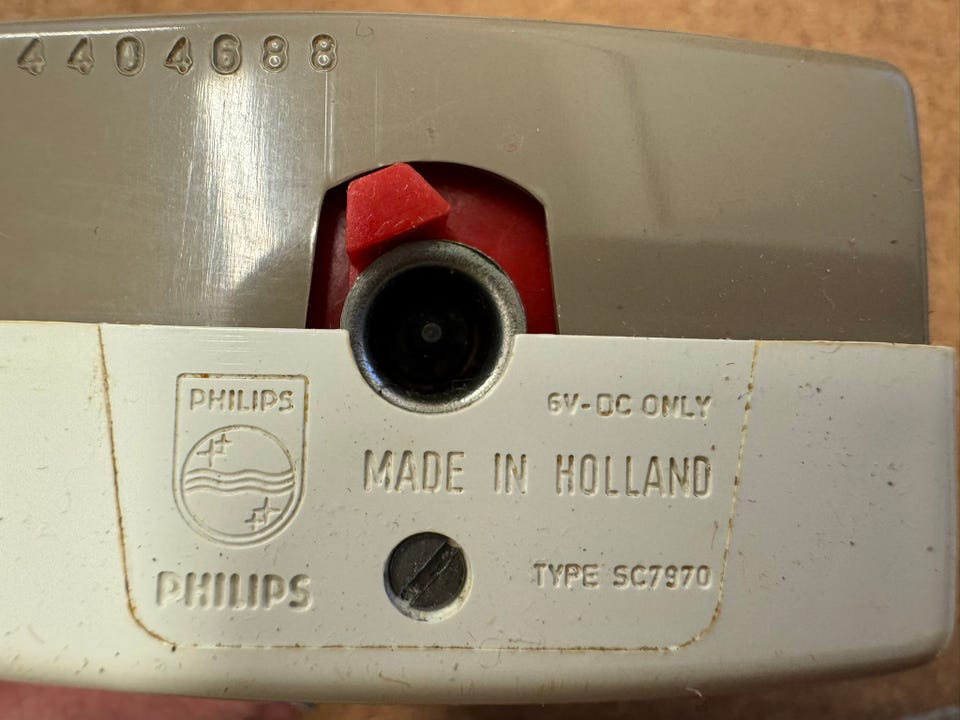 4404688
PHILIPS
6V-DC ONLY
MADE IN HOLLAND
PHILIPS
TYPE SC7970